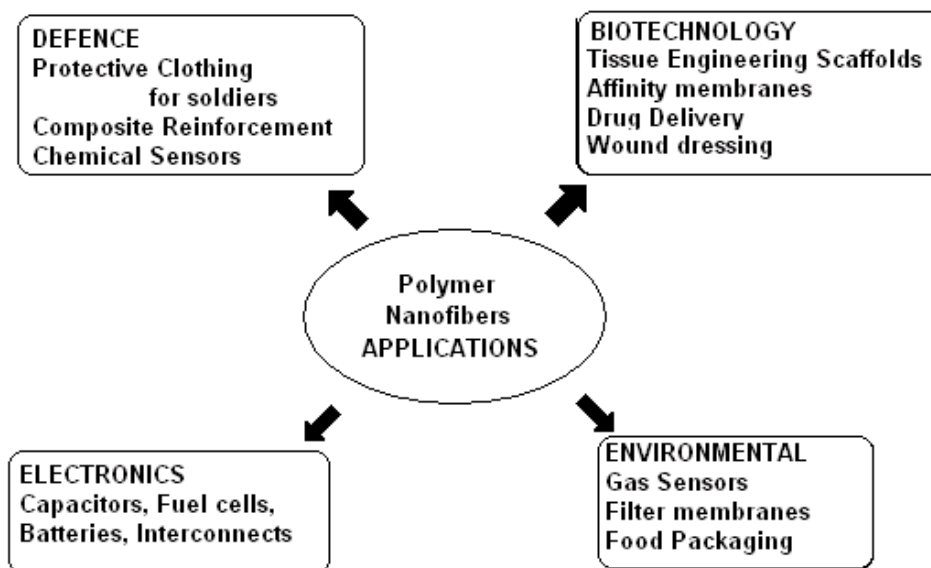 DEFENCE
Protective Clothing
for soldiers
Composite Reinforcement
Chemical Sensors
BIOTECHNOLOGY
Tissue Engineering Scaffolds
Affinity membranes
Drug Delivery
Wound dressing
Polymer
Nanofibers
APPLICATIONS
ELECTRONICS
Capacitors, Fuel cells,
Batteries, Interconnects
ENVIRONMENTAL
Gas Sensors
Filter membranes
Food Packaging